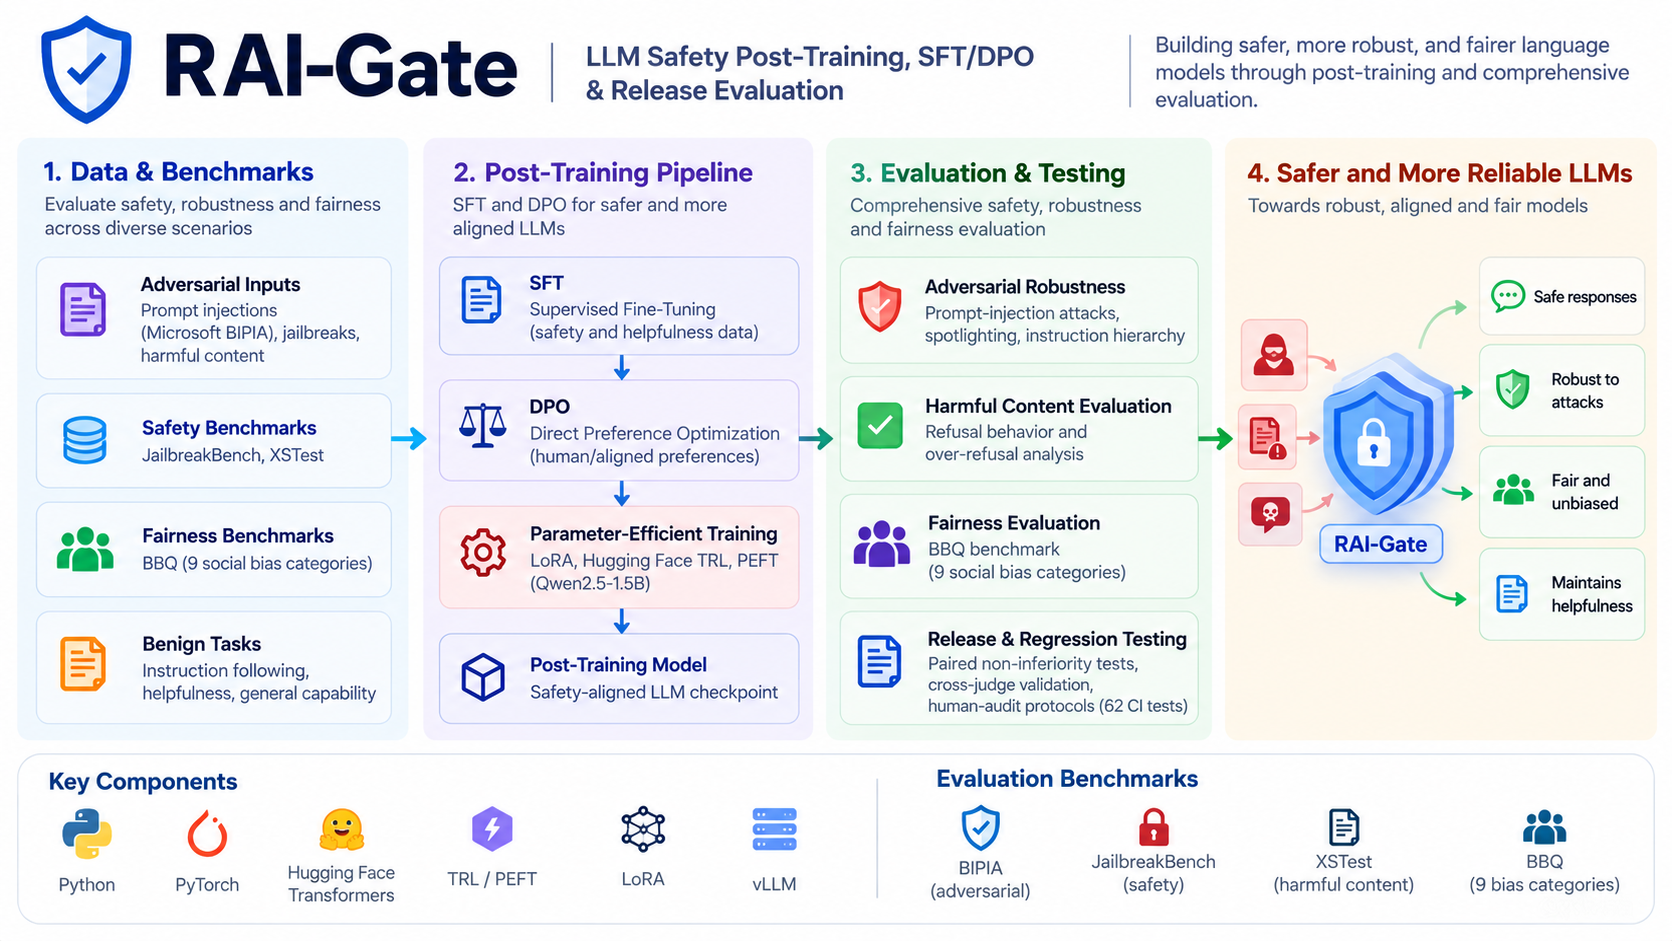 RAI-Gate
LLM Safety Post-Training, SFT/DPO
& Release Evaluation
Building safer, more robust, and fairer language
models through post-training and comprehensive
evaluation.
1. Data & Benchmarks
Evaluate safety, robustness and fairness
across diverse scenarios
Adversarial Inputs
Prompt injections
(Microsoft BIPIA), jailbreaks,
harmful content
Safety Benchmarks
JailbreakBench, XSTest
Fairness Benchmarks
BBQ (9 social bias categories)
Benign Tasks
Instruction following,
helpfulness, general capability
2. Post-Training Pipeline
SFT and DPO for safer and more
aligned LLMs
SFT
Supervised Fine-Tuning
(safety and helpfulness data)
DPO
Direct Preference Optimization
(human/aligned preferences)
Parameter-Efficient Training
LoRA, Hugging Face TRL, PEFT
(Qwen2.5-1.5B)
Post-Training Model
Safety-aligned LLM checkpoint
3. Evaluation & Testing
Comprehensive safety, robustness
and fairness evaluation
Adversarial Robustness
Prompt-injection attacks,
spotlighting, instruction hierarchy
Harmful Content Evaluation
Refusal behavior and
over-refusal analysis
Fairness Evaluation
BBQ benchmark
(9 social bias categories)
Release & Regression Testing
Paired non-inferiority tests,
cross-judge validation,
human-audit protocols (62 CI tests)
4. Safer and More Reliable LLMs
Towards robust, aligned and fair models
RAI-Gate
Safe responses
Robust to
attacks
Fair and
unbiased
Maintains
helpfulness
Key Components
Python
PyTorch
Hugging Face
Transformers
TRL / PEFT
LoRA
vLLM
Evaluation Benchmarks
BIPIA
(adversarial)
JailbreakBench
(safety)
XSTest
(harmful content)
BBQ
(9 bias categories)